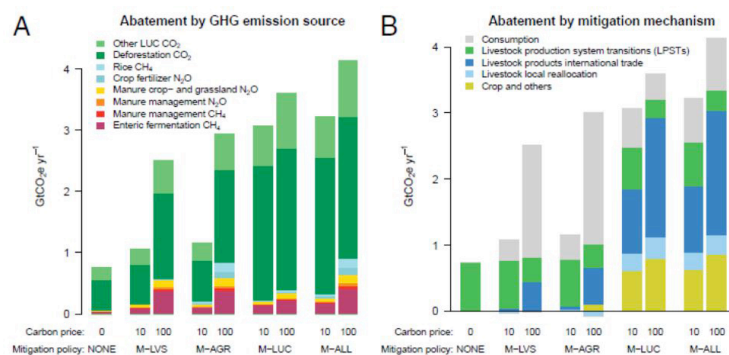 A
Abatement by GHG emission source
Other LUC CO₂
Deforestation CO₂
Rice CH₄
Crop fertilizer N₂O
Manure crop− and grassland N₂O
Manure management N₂O
Manure management CH₄
Enteric fermentation CH₄
GtCO₂e yr⁻¹
4
3
2
1
0
Carbon price: 0 10 100 10 100 10 100 10 100
Mitigation policy: NONE M−LVS M−AGR M−LUC M−ALL
B
Abatement by mitigation mechanism
Consumption
Livestock production system transitions (LPSTs)
Livestock products international trade
Livestock local reallocation
Crop and others
GtCO₂e yr⁻¹
4
3
2
1
0
Carbon price: 0 10 100 10 100 10 100 10 100
Mitigation policy: NONE M−LVS M−AGR M−LUC M−ALL